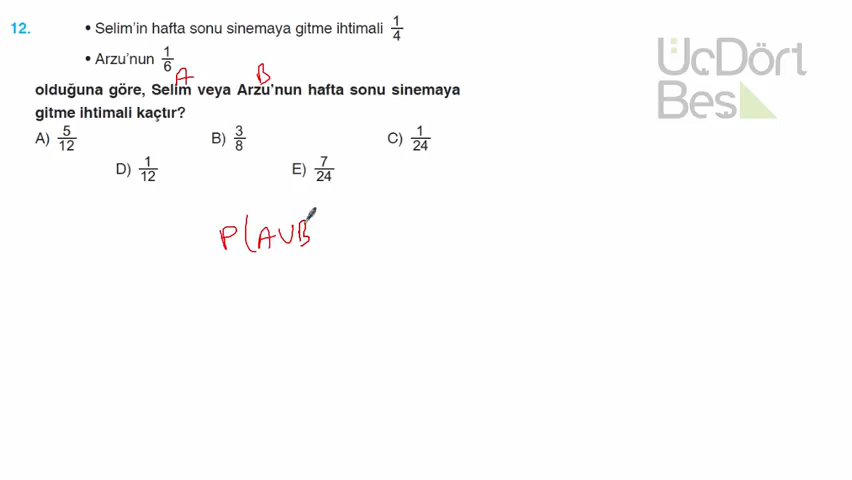 12. • Selim'in hafta sonu sinemaya gitme ihtimali 1/4
• Arzu'nun 1/6
A B
olduğuna göre, Selim veya Arzu'nun hafta sonu sinemaya
gitme ihtimali kaçtır?
A) 5/12 B) 3/8 C) 1/24
D) 1/12 E) 7/24
P(A∪B
ÜçDört
Beş